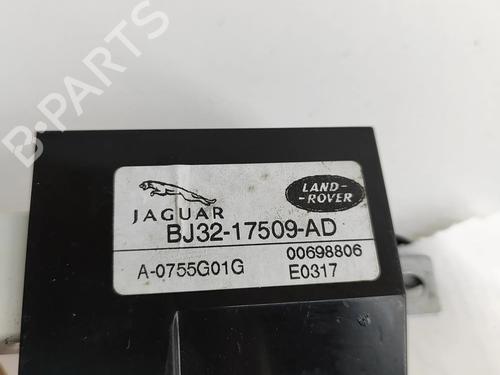 JAGUAR
LAND-
ROVER
BJ32-17509-AD
00698806
A-0755G01G E0317
B-PARTS